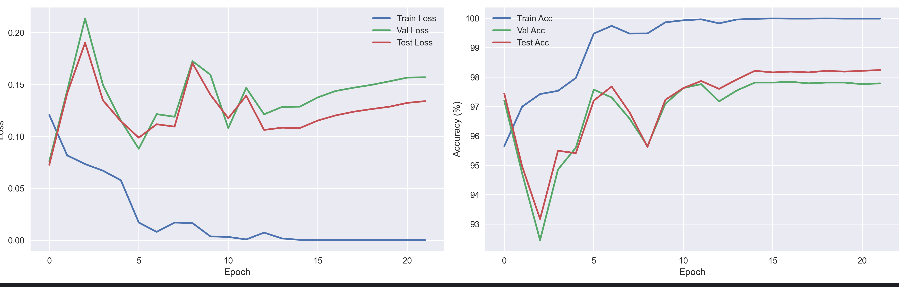 Train Loss
Val Loss
Test Loss
0.20
0.15
0.10
0.05
0.00
Loss
0
5
10
15
20
Epoch
Train Acc
Val Acc
Test Acc
100
99
98
97
96
95
94
93
Accuracy (%)
0
5
10
15
20
Epoch